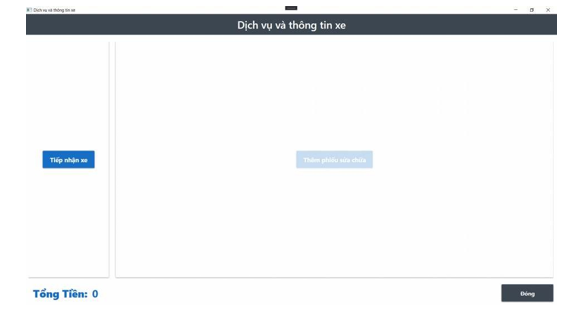 Dịch vụ và thông tin xe
Dịch vụ và thông tin xe
Tiếp nhận xe
Thêm phiếu sửa chữa
Tổng Tiền: 0
Đóng